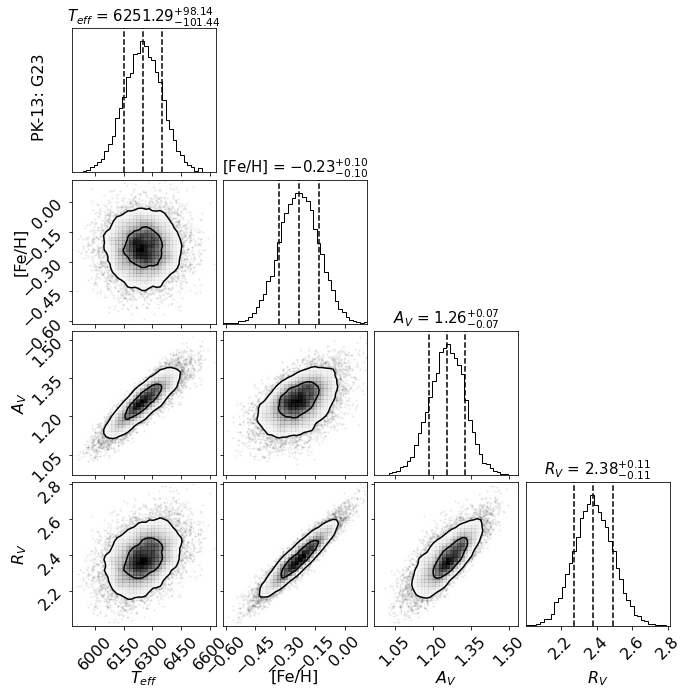 T_eff = 6251.29 +98.14 −101.44
PK-13: G23
[Fe/H] = −0.23 +0.10 −0.10
[Fe/H]
0.00
−0.15
−0.30
−0.45
−0.60
A_V = 1.26 +0.07 −0.07
A_V
1.50
1.35
1.20
1.05
R_V = 2.38 +0.11 −0.11
R_V
2.8
2.6
2.4
2.2
6000 6150 6300 6450 6600
−0.60 −0.45 −0.30 −0.15 0.00
1.05 1.20 1.35 1.50
2.2 2.4 2.6 2.8
T_eff [Fe/H] A_V R_V